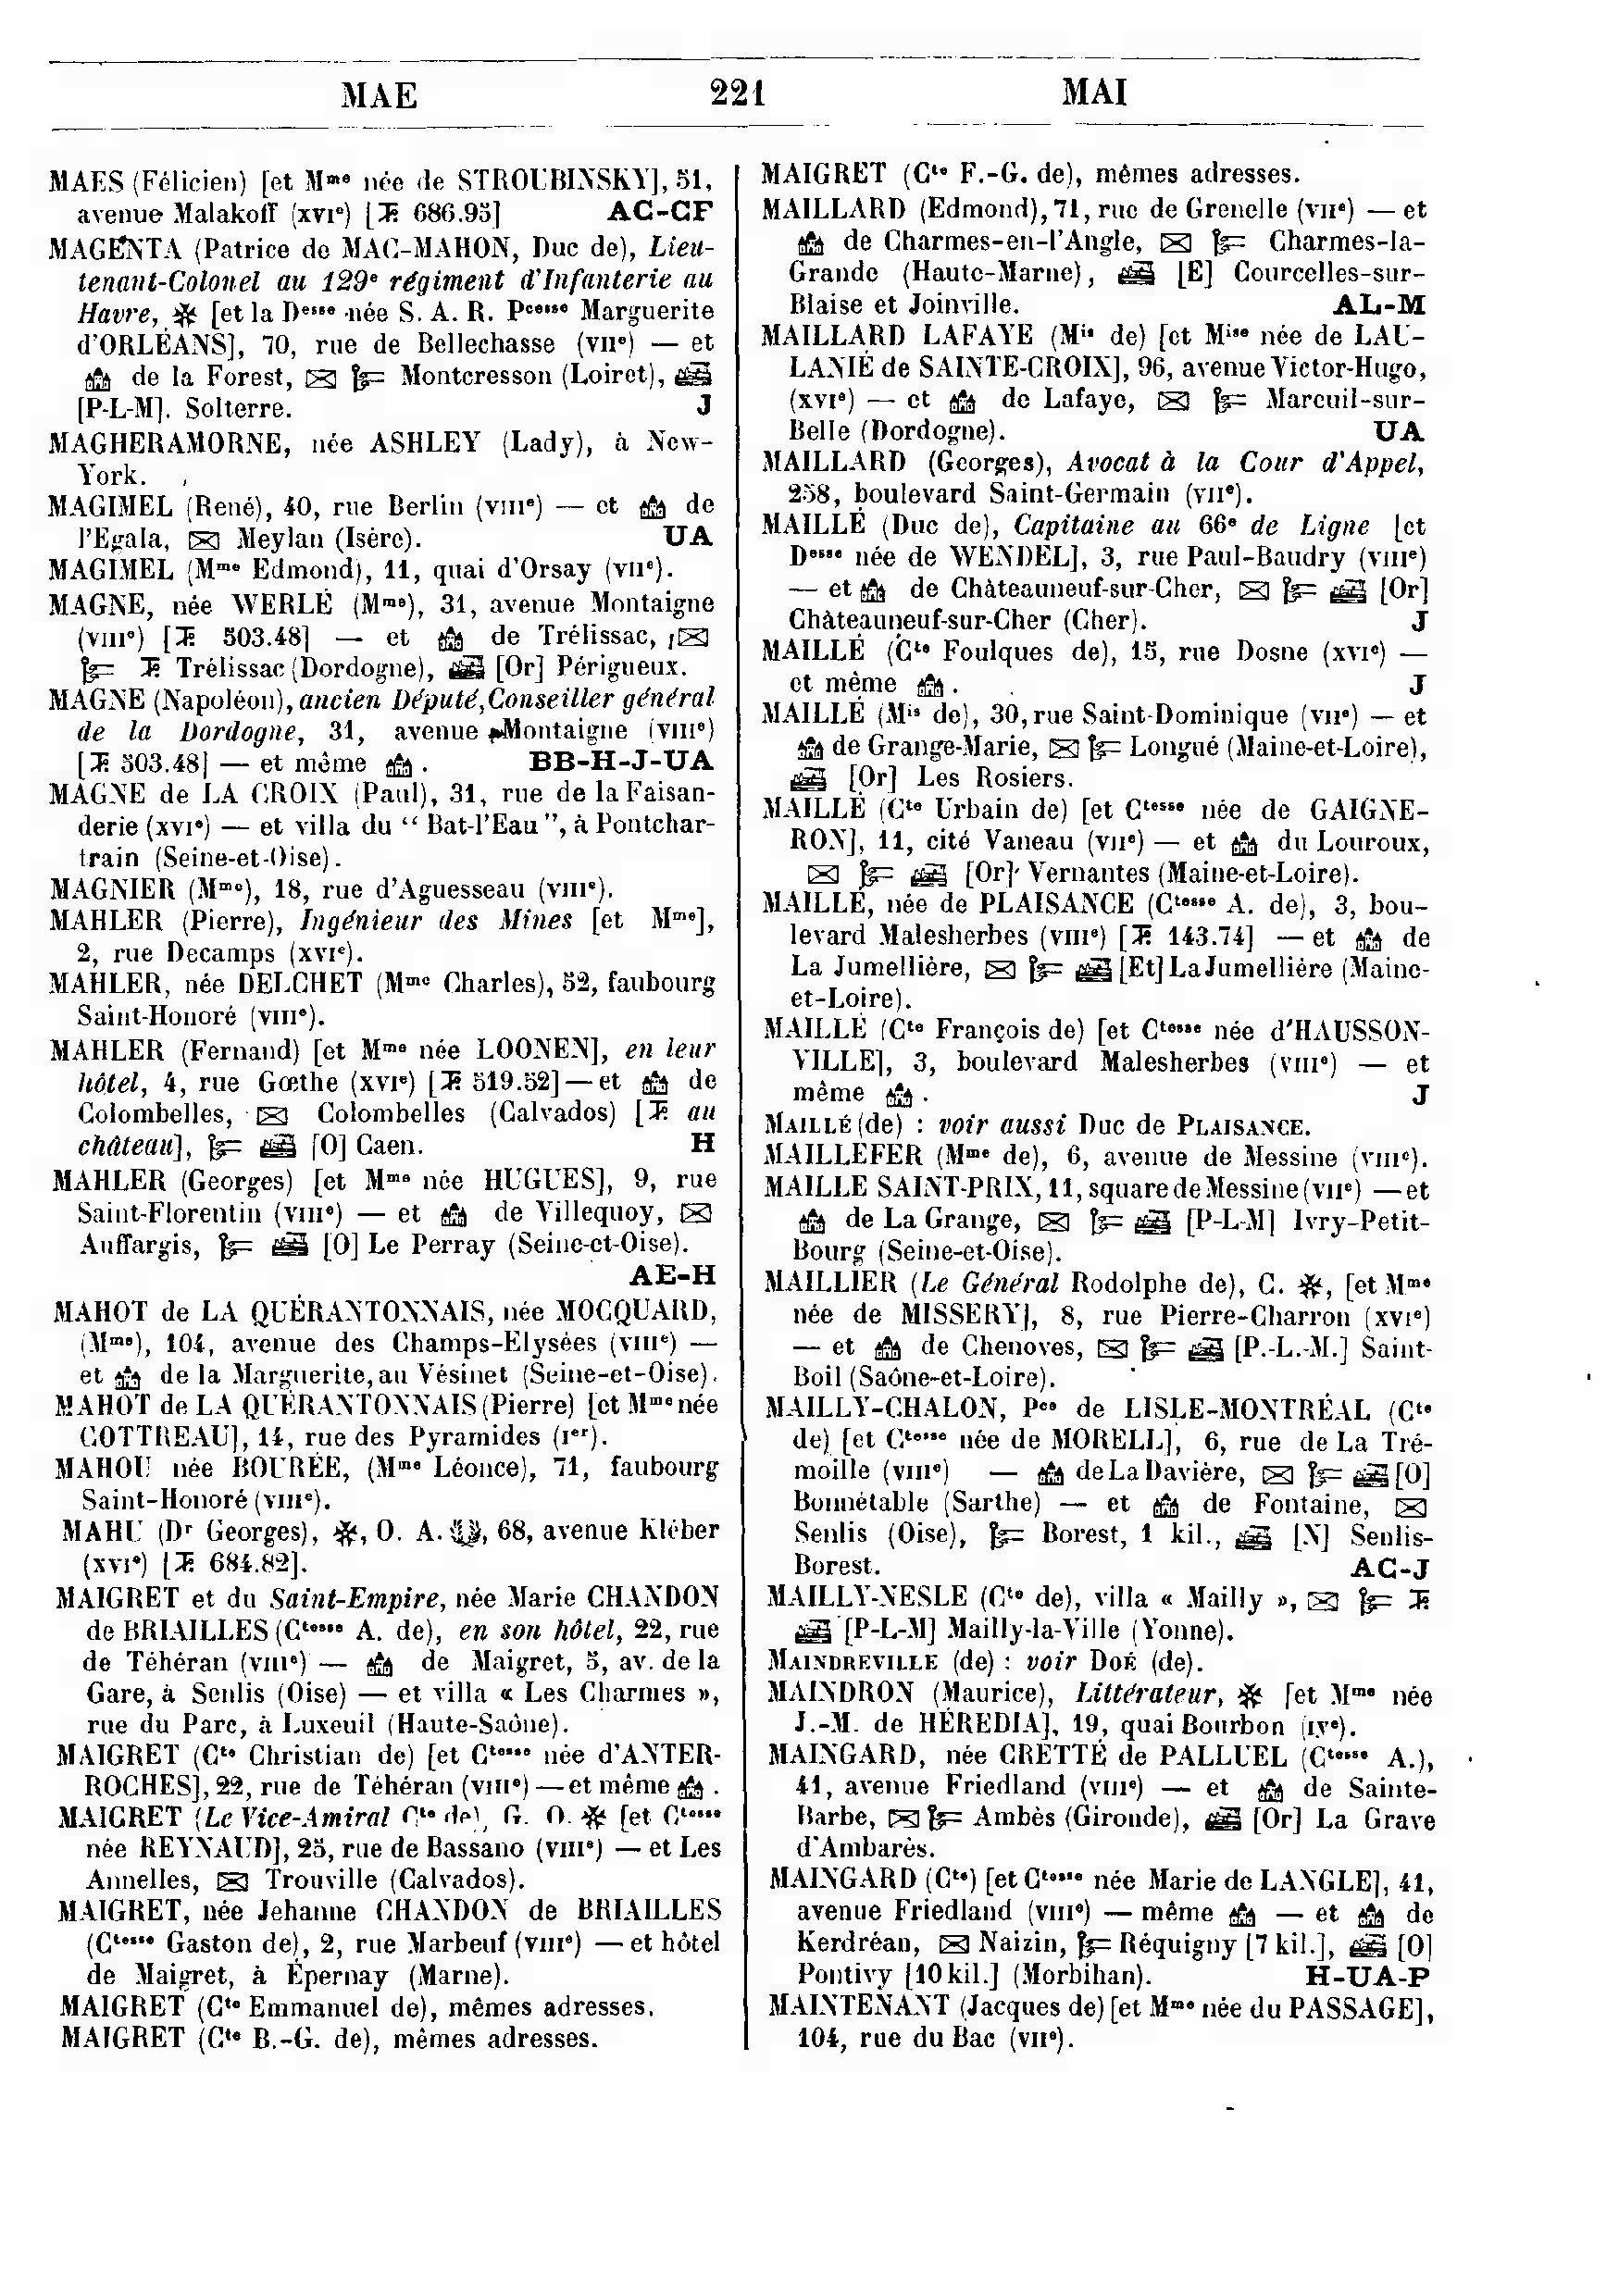 MAE 221 MAI
MAES (Félicien) [et Mme née de STROUBINSKY], 51,
avenue Malakoff (XVIe) [T. 686.95] AC-CF
MAGENTA (Patrice de MAC-MAHON, Duc de), Lieu-
tenant-Colonel au 129e régiment d'Infanterie au
Havre, ✻ [et la Desse née S. A. R. Pcesse Marguerite
d'ORLÉANS], 70, rue de Bellechasse (VIIe) — et
de la Forest, ✉ Montcresson (Loiret),
[P-L-M]. Solterre. J
MAGHERAMORNE, née ASHLEY (Lady), à New-
York.
MAGIMEL (René), 40, rue Berlin (VIIIe) — et de
l'Egala, ✉ Meylan (Isère). UA
MAGIMEL (Mme Edmond), 11, quai d'Orsay (VIIe).
MAGNE, née WERLÉ (Mme), 31, avenue Montaigne
(VIIIe) [T. 503.48] — et de Trélissac, ✉
T. Trélissac (Dordogne), [Or] Périgueux.
MAGNE (Napoléon), ancien Député, Conseiller général
de la Dordogne, 31, avenue Montaigne (VIIIe)
[T. 503.48] — et même . BB-H-J-UA
MAGNE de LA CROIX (Paul), 31, rue de la Faisan-
derie (XVIe) — et villa du “ Bat-l'Eau ”, à Pontchar-
train (Seine-et-Oise).
MAGNIER (Mme), 18, rue d'Aguesseau (VIIIe).
MAHLER (Pierre), Ingénieur des Mines [et Mme],
2, rue Decamps (XVIe).
MAHLER, née DELCHET (Mme Charles), 52, faubourg
Saint-Honoré (VIIIe).
MAHLER (Fernand) [et Mme née LOONEN], en leur
hôtel, 4, rue Gœthe (XVIe) [T. 519.52] — et de
Colombelles, ✉ Colombelles (Calvados) [T. au
château], [O] Caen. H
MAHLER (Georges) [et Mme née HUGUES], 9, rue
Saint-Florentin (VIIIe) — et de Villequoy, ✉
Auffargis, [O] Le Perray (Seine-et-Oise).
AE-H
MAHOT de LA QUÉRANTONNAIS, née MOCQUARD,
(Mme), 104, avenue des Champs-Elysées (VIIIe) —
et de la Marguerite, au Vésinet (Seine-et-Oise).
MAHOT de LA QUÉRANTONNAIS (Pierre) [et Mme née
COTTREAU], 14, rue des Pyramides (Ier).
MAHOU née BOURÉE, (Mme Léonce), 71, faubourg
Saint-Honoré (VIIIe).
MAHU (Dr Georges), ✻, O. A. , 68, avenue Kléber
(XVIe) [T. 684.82].
MAIGRET et du Saint-Empire, née Marie CHANDON
de BRIAILLES (Ctesse A. de), en son hôtel, 22, rue
de Téhéran (VIIIe) — de Maigret, 5, av. de la
Gare, à Senlis (Oise) — et villa « Les Charmes »,
rue du Parc, à Luxeuil (Haute-Saône).
MAIGRET (Cte Christian de) [et Ctesse née d'ANTER-
ROCHES], 22, rue de Téhéran (VIIIe) — et même .
MAIGRET (Le Vice-Amiral Cte de), G. O. ✻ [et Ctesse
née REYNAUD], 25, rue de Bassano (VIIIe) — et Les
Annelles, ✉ Trouville (Calvados).
MAIGRET, née Jehanne CHANDON de BRIAILLES
(Ctesse Gaston de), 2, rue Marbeuf (VIIIe) — et hôtel
de Maigret, à Épernay (Marne).
MAIGRET (Cte Emmanuel de), mêmes adresses.
MAIGRET (Cte B.-G. de), mêmes adresses.
MAIGRET (Cte F.-G. de), mêmes adresses.
MAILLARD (Edmond), 71, rue de Grenelle (VIIe) — et
de Charmes-en-l'Angle, ✉ Charmes-la-
Grande (Haute-Marne), [E] Courcelles-sur-
Blaise et Joinville. AL-M
MAILLARD LAFAYE (Mis de) [et Mise née de LAU-
LANIÉ de SAINTE-CROIX], 96, avenue Victor-Hugo,
(XVIe) — et de Lafaye, ✉ Mareuil-sur-
Belle (Dordogne). UA
MAILLARD (Georges), Avocat à la Cour d'Appel,
258, boulevard Saint-Germain (VIIe).
MAILLÉ (Duc de), Capitaine au 66e de Ligne [et
Desse née de WENDEL], 3, rue Paul-Baudry (VIIIe)
— et de Châteauneuf-sur-Cher, ✉ [Or]
Châteauneuf-sur-Cher (Cher). J
MAILLÉ (Cte Foulques de), 15, rue Dosne (XVIe) —
et même . J
MAILLÉ (Mis de), 30, rue Saint-Dominique (VIIe) — et
de Grange-Marie, ✉ Longué (Maine-et-Loire),
[Or] Les Rosiers.
MAILLÉ (Cte Urbain de) [et Ctesse née de GAIGNE-
RON], 11, cité Vaneau (VIIe) — et du Louroux,
✉ [Or] Vernantes (Maine-et-Loire).
MAILLÉ, née de PLAISANCE (Ctesse A. de), 3, bou-
levard Malesherbes (VIIIe) [T. 143.74] — et de
La Jumellière, ✉ [Et] La Jumellière (Maine-
et-Loire).
MAILLÉ (Cte François de) [et Ctesse née d'HAUSSON-
VILLE], 3, boulevard Malesherbes (VIIIe) — et
même . J
MAILLÉ (de) : voir aussi Duc de PLAISANCE.
MAILLEFER (Mme de), 6, avenue de Messine (VIIIe).
MAILLE SAINT-PRIX, 11, square de Messine (VIIe) — et
de La Grange, ✉ [P-L-M] Ivry-Petit-
Bourg (Seine-et-Oise).
MAILLIER (Le Général Rodolphe de), C. ✻, [et Mme
née de MISSERY], 8, rue Pierre-Charron (XVIe)
— et de Chenoves, ✉ [P.-L.-M.] Saint-
Boil (Saône-et-Loire).
MAILLY-CHALON, Pce de LISLE-MONTRÉAL (Cte
de) [et Ctesse née de MORELL], 6, rue de La Tré-
moille (VIIIe) — de La Davière, ✉ [O]
Bonnétable (Sarthe) — et de Fontaine, ✉
Senlis (Oise), Borest, 1 kil., [N] Senlis-
Borest. AC-J
MAILLY-NESLE (Cte de), villa « Mailly », ✉ T.
[P-L-M] Mailly-la-Ville (Yonne).
MAINDREVILLE (de) : voir DOÉ (de).
MAINDRON (Maurice), Littérateur, ✻ [et Mme née
J.-M. de HÉREDIA], 19, quai Bourbon (IVe).
MAINGARD, née CRETTÉ de PALLUEL (Ctesse A.),
41, avenue Friedland (VIIIe) — et de Sainte-
Barbe, ✉ Ambès (Gironde), [Or] La Grave
d'Ambarès.
MAINGARD (Cte) [et Ctesse née Marie de LANGLE], 41,
avenue Friedland (VIIIe) — même — et de
Kerdréan, ✉ Naizin, Réquigny [7 kil.], [O]
Pontivy [10 kil.] (Morbihan). H-UA-P
MAINTENANT (Jacques de) [et Mme née du PASSAGE],
104, rue du Bac (VIIe).